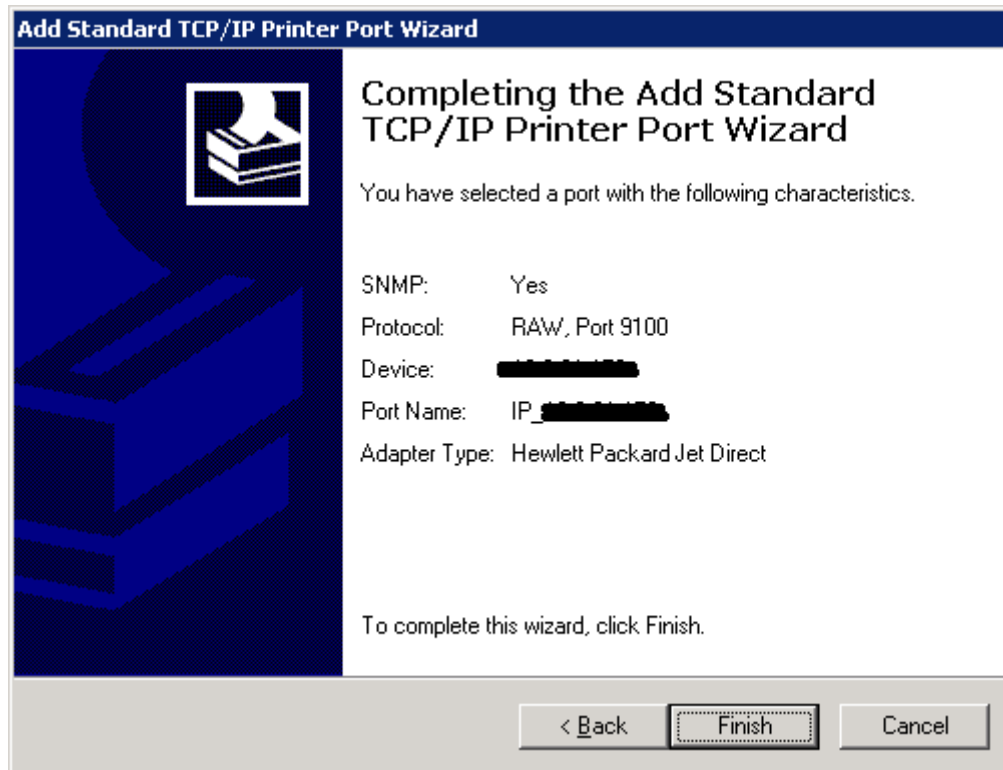 Add Standard TCP/IP Printer Port Wizard
Completing the Add Standard
TCP/IP Printer Port Wizard
You have selected a port with the following characteristics.
SNMP: Yes
Protocol: RAW, Port 9100
Device:
Port Name: IP_
Adapter Type: Hewlett Packard Jet Direct
To complete this wizard, click Finish.
< Back Finish Cancel